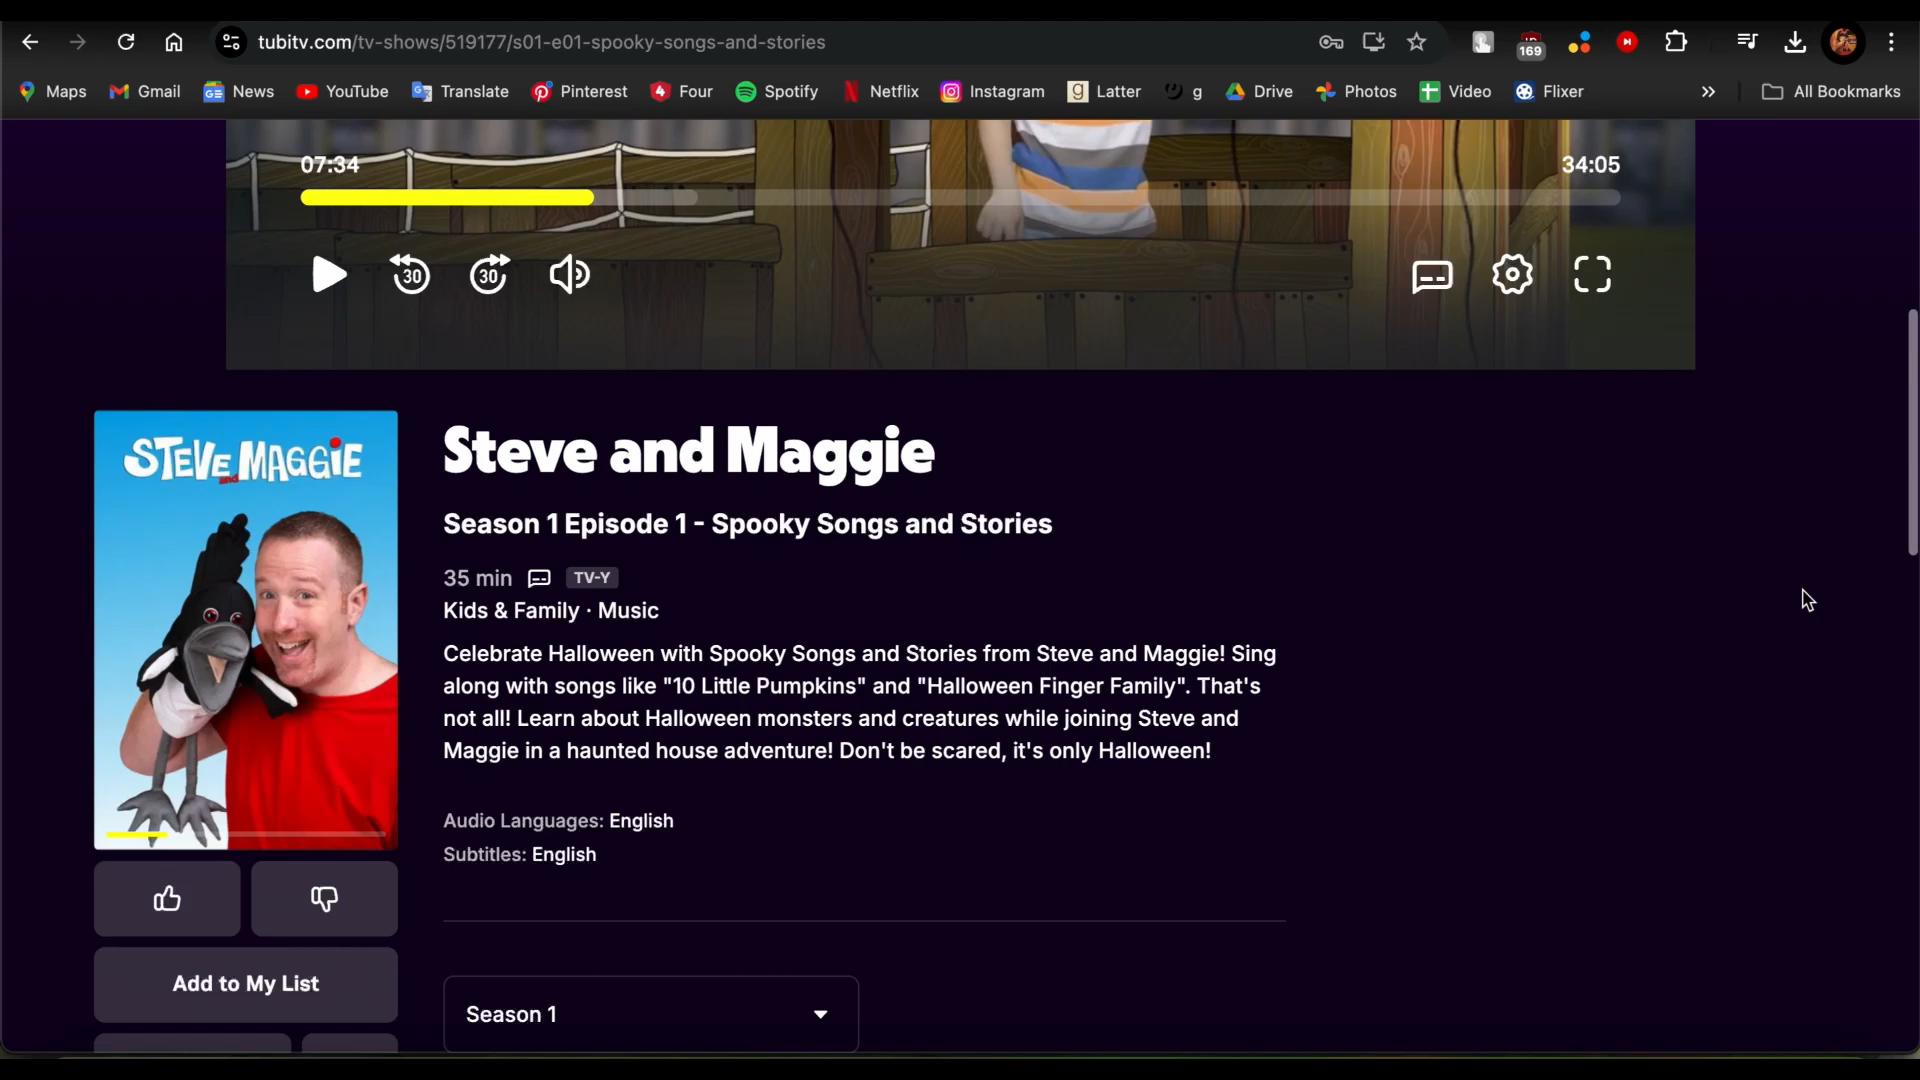 tubitv.com/tv-shows/519177/s01-e01-spooky-songs-and-stories
169
Maps
Gmail
News
YouTube
Translate
Pinterest
Four
Spotify
Netflix
Instagram
g Latter
g
Drive
Photos
Video
Flixer
All Bookmarks
07:34
34:05
30
30
STEVE and MAGGIE
Steve and Maggie
Season 1 Episode 1 - Spooky Songs and Stories
35 min TV-Y
Kids & Family · Music
Celebrate Halloween with Spooky Songs and Stories from Steve and Maggie! Sing
along with songs like "10 Little Pumpkins" and "Halloween Finger Family". That's
not all! Learn about Halloween monsters and creatures while joining Steve and
Maggie in a haunted house adventure! Don't be scared, it's only Halloween!
Audio Languages: English
Subtitles: English
Add to My List
Season 1